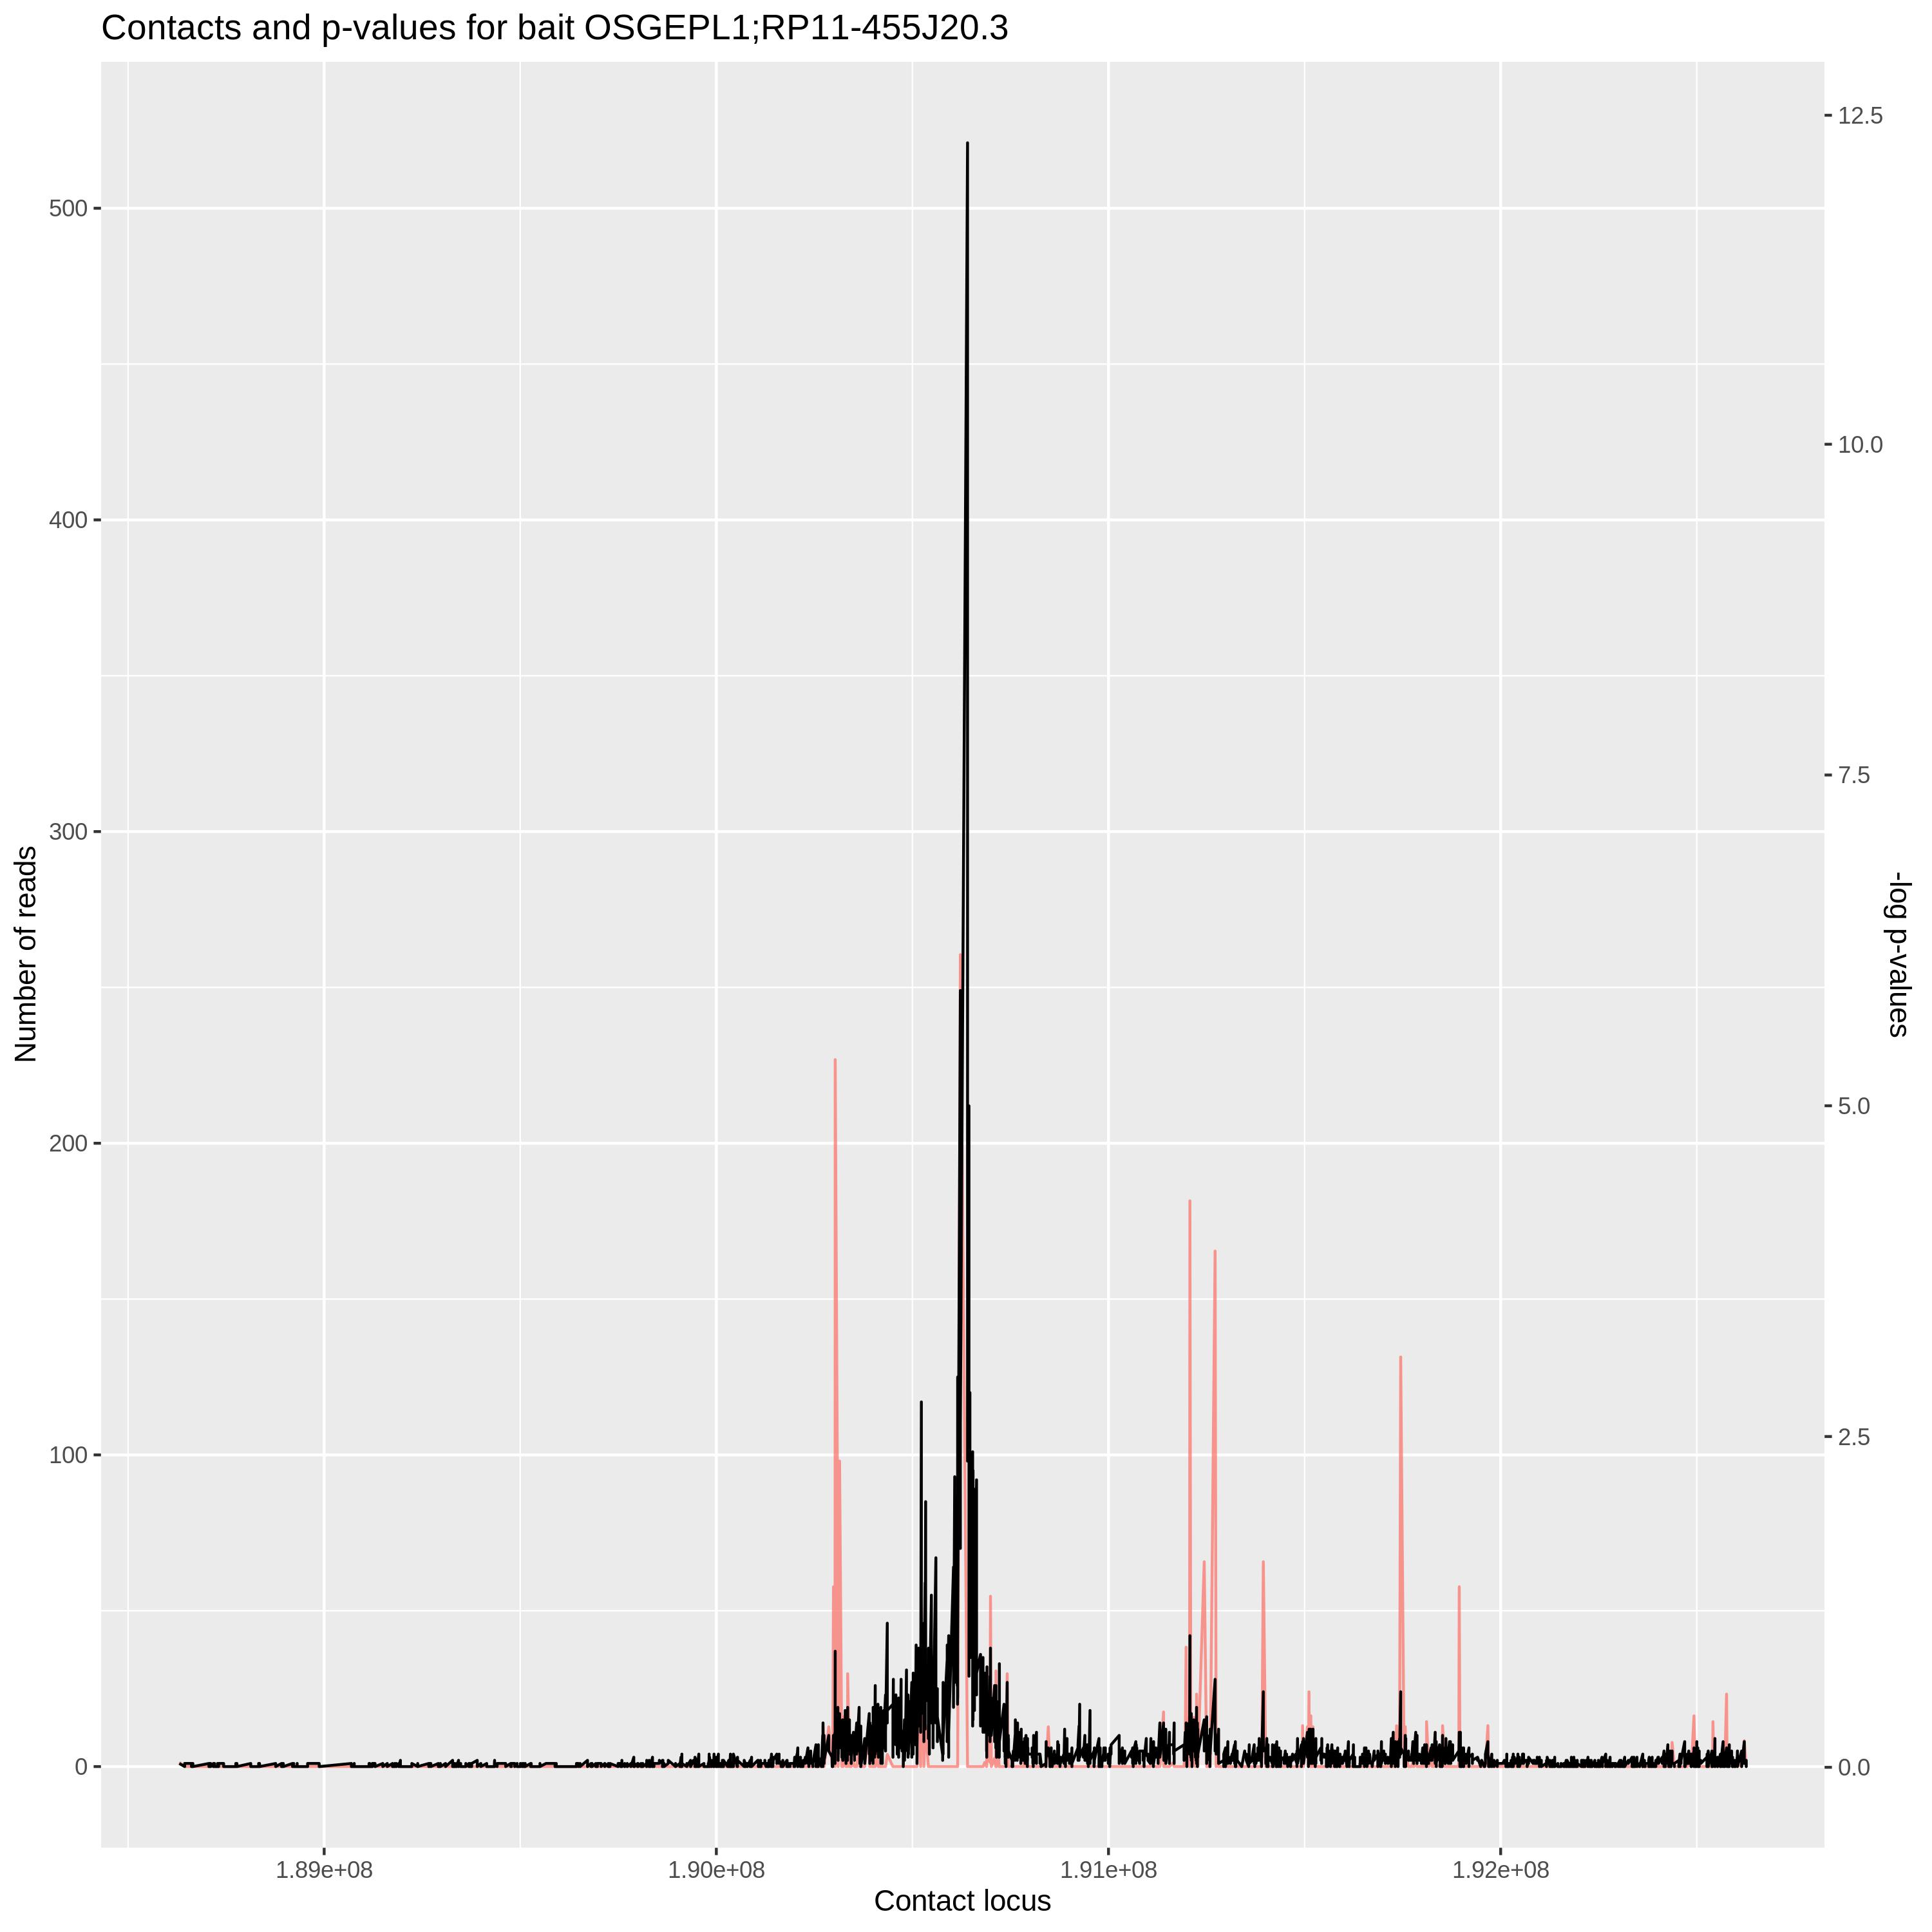 Contacts and p-values for bait OSGEPL1;RP11-455J20.3
Number of reads
500
400
300
200
100
0
12.5
10.0
7.5
5.0
2.5
0.0
-log p-values
1.89e+08 1.90e+08 1.91e+08 1.92e+08
Contact locus